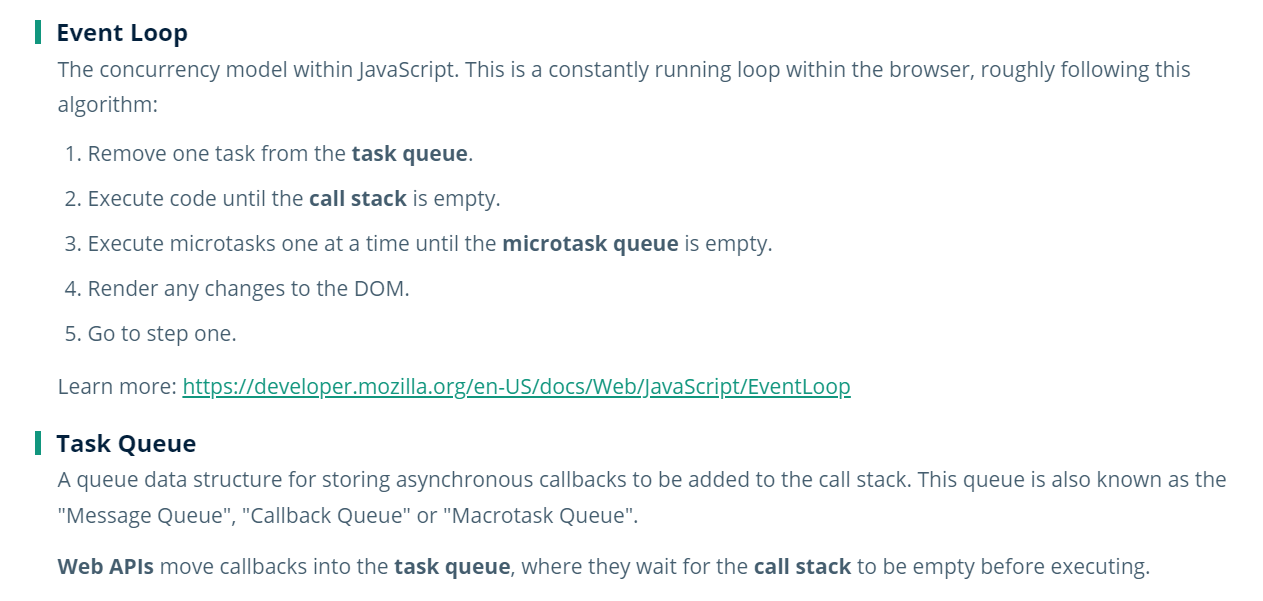 Event Loop
The concurrency model within JavaScript. This is a constantly running loop within the browser, roughly following this
algorithm:
1. Remove one task from the task queue.
2. Execute code until the call stack is empty.
3. Execute microtasks one at a time until the microtask queue is empty.
4. Render any changes to the DOM.
5. Go to step one.
Learn more: https://developer.mozilla.org/en-US/docs/Web/JavaScript/EventLoop
Task Queue
A queue data structure for storing asynchronous callbacks to be added to the call stack. This queue is also known as the
"Message Queue", "Callback Queue" or "Macrotask Queue".
Web APIs move callbacks into the task queue, where they wait for the call stack to be empty before executing.